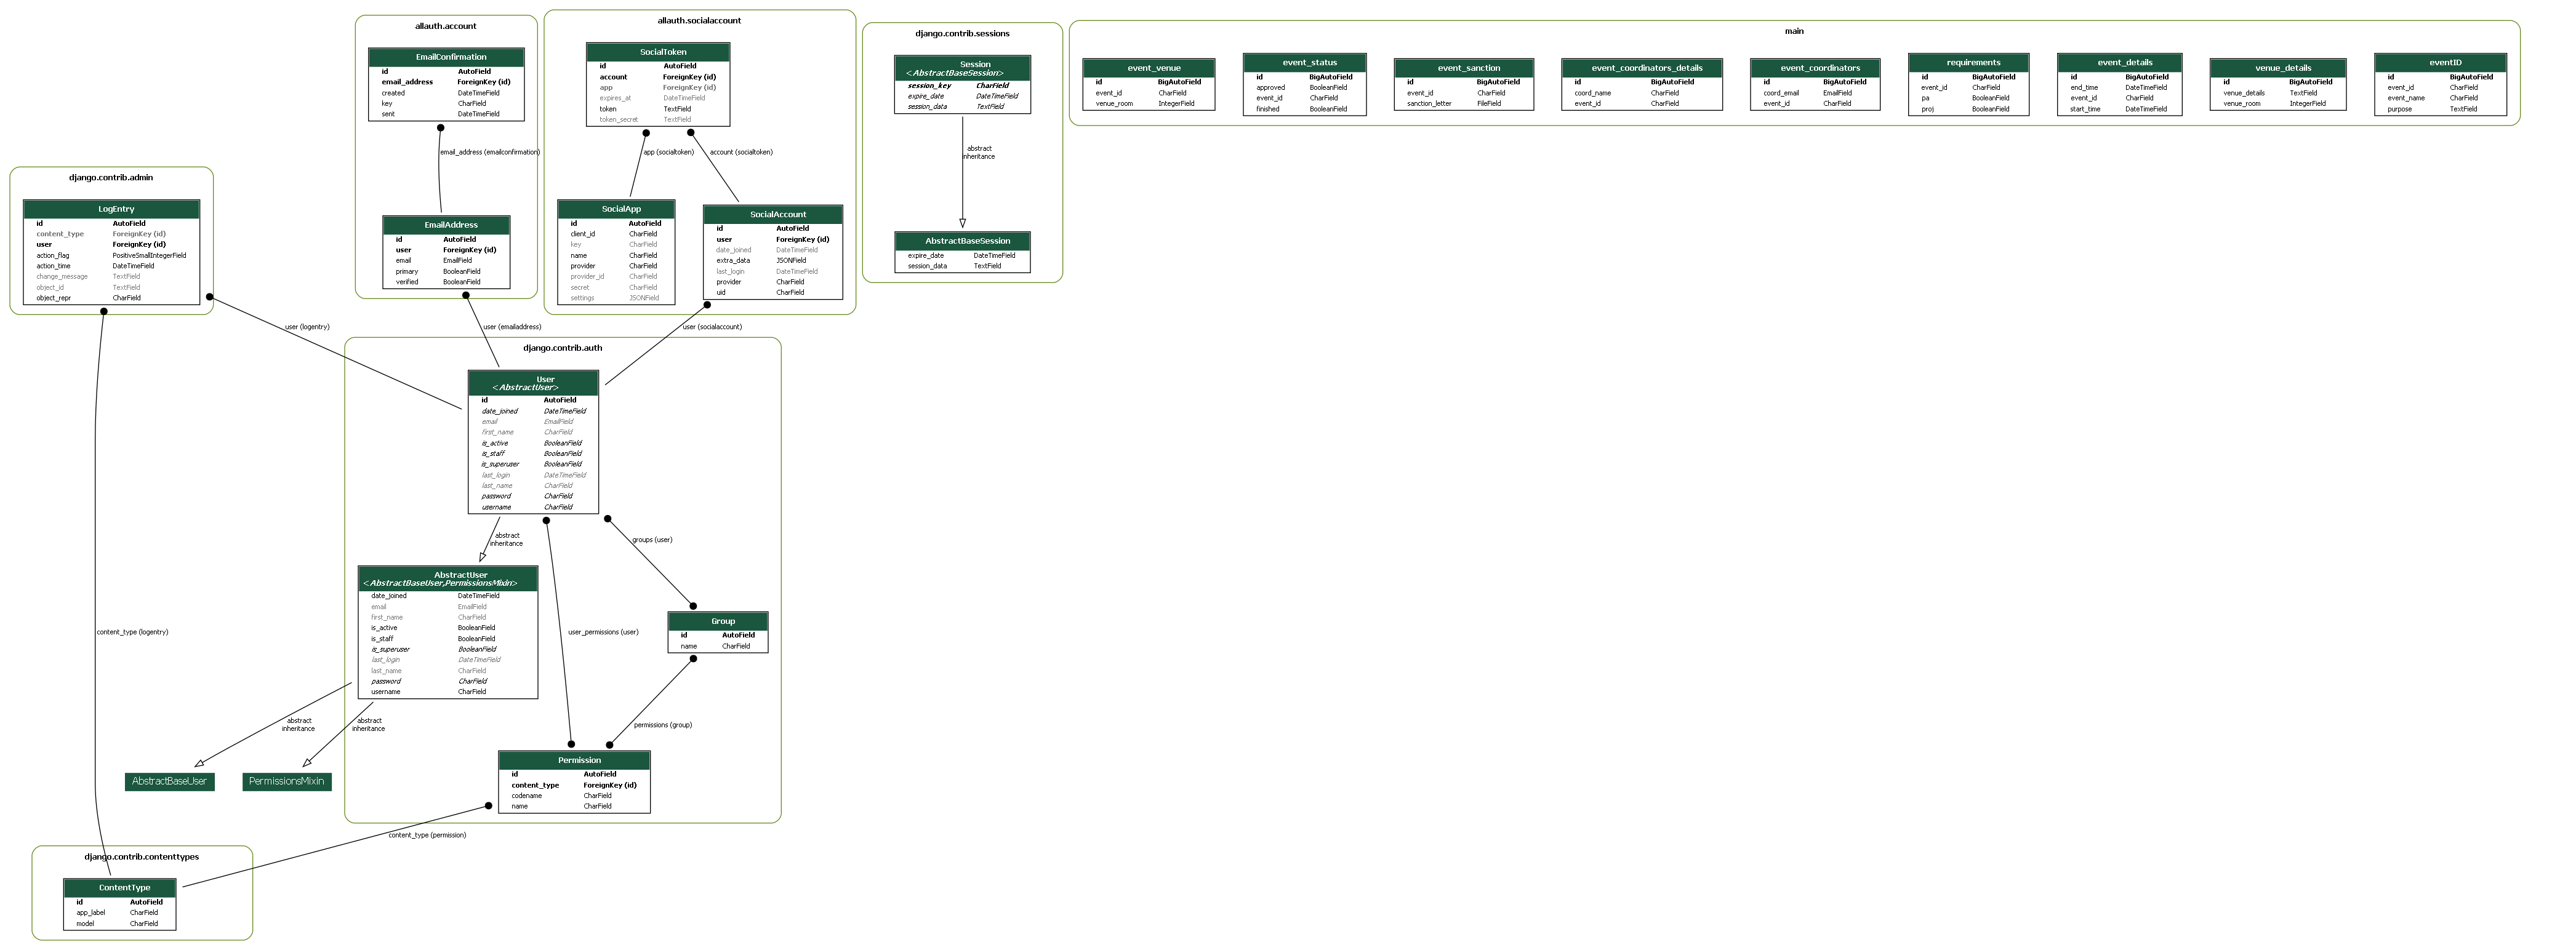 allauth.account
EmailConfirmation
id AutoField
email_address ForeignKey (id)
created DateTimeField
key CharField
sent DateTimeField
email_address (emailconfirmation)
EmailAddress
id AutoField
user ForeignKey (id)
email EmailField
primary BooleanField
verified BooleanField
allauth.socialaccount
SocialToken
id AutoField
account ForeignKey (id)
app ForeignKey (id)
expires_at DateTimeField
token TextField
token_secret TextField
app (socialtoken)
account (socialtoken)
SocialApp
id AutoField
client_id CharField
key CharField
name CharField
provider CharField
provider_id CharField
secret CharField
settings JSONField
SocialAccount
id AutoField
user ForeignKey (id)
date_joined DateTimeField
extra_data JSONField
last_login DateTimeField
provider CharField
uid CharField
django.contrib.sessions
Session
<AbstractBaseSession>
session_key CharField
expire_date DateTimeField
session_data TextField
abstract
inheritance
AbstractBaseSession
expire_date DateTimeField
session_data TextField
main
event_venue
id BigAutoField
event_id CharField
venue_room IntegerField
event_status
id BigAutoField
approved BooleanField
event_id CharField
finished BooleanField
event_sanction
id BigAutoField
event_id CharField
sanction_letter FileField
event_coordinators_details
id BigAutoField
coord_name CharField
event_id CharField
event_coordinators
id BigAutoField
coord_email EmailField
event_id CharField
requirements
id BigAutoField
event_id CharField
pa BooleanField
proj BooleanField
event_details
id BigAutoField
end_time DateTimeField
event_id CharField
start_time DateTimeField
venue_details
id BigAutoField
venue_details TextField
venue_room IntegerField
eventID
id BigAutoField
event_id CharField
event_name CharField
purpose TextField
django.contrib.admin
LogEntry
id AutoField
content_type ForeignKey (id)
user ForeignKey (id)
action_flag PositiveSmallIntegerField
action_time DateTimeField
change_message TextField
object_id TextField
object_repr CharField
user (logentry)
user (emailaddress)
user (socialaccount)
django.contrib.auth
User
<AbstractUser>
id AutoField
date_joined DateTimeField
email EmailField
first_name CharField
is_active BooleanField
is_staff BooleanField
is_superuser BooleanField
last_login DateTimeField
last_name CharField
password CharField
username CharField
abstract
inheritance
groups (user)
AbstractUser
<AbstractBaseUser,PermissionsMixin>
date_joined DateTimeField
email EmailField
first_name CharField
is_active BooleanField
is_staff BooleanField
is_superuser BooleanField
last_login DateTimeField
last_name CharField
password CharField
username CharField
user_permissions (user)
Group
id AutoField
name CharField
content_type (logentry)
abstract
inheritance
abstract
inheritance
permissions (group)
AbstractBaseUser
PermissionsMixin
Permission
id AutoField
content_type ForeignKey (id)
codename CharField
name CharField
content_type (permission)
django.contrib.contenttypes
ContentType
id AutoField
app_label CharField
model CharField